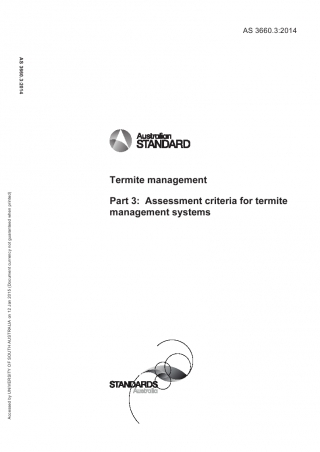 AS 3660.3:2014
AS 3660.3:2014
Australian
STANDARD
Termite management
Part 3: Assessment criteria for termite
management systems
Accessed by UNIVERSITY OF SOUTH AUSTRALIA on 12 Jan 2015 (Document currency not guaranteed when printed)
STANDARDS
Australia